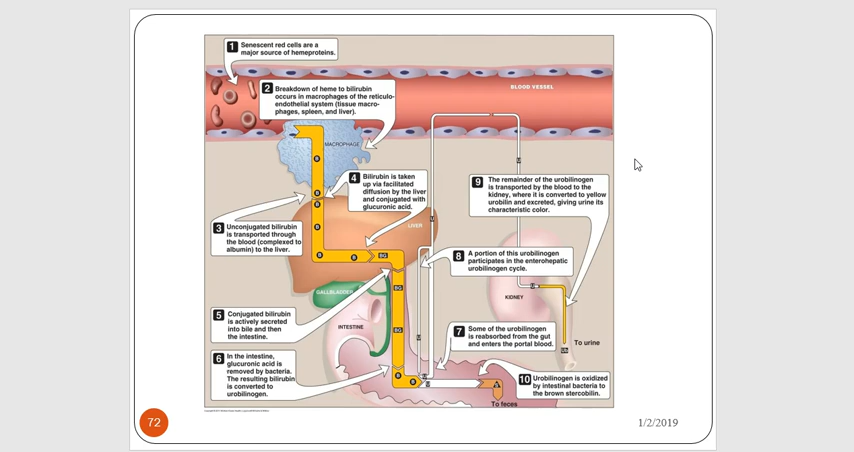 1 Senescent red cells are a
major source of hemeproteins.
2 Breakdown of heme to bilirubin
occurs in macrophages of the reticulo-
endothelial system (tissue macro-
phages, spleen, and liver).
BLOOD VESSEL
MACROPHAGE
B
B
B
B
B
B
3 Unconjugated bilirubin
is transported through
the blood (complexed to
albumin) to the liver.
4 Bilirubin is taken
up via facilitated
diffusion by the liver
and conjugated with
glucuronic acid.
LIVER
BG
BG
BG
GALLBLADDER
5 Conjugated bilirubin
is actively secreted
into bile and then
the intestine.
INTESTINE
6 In the intestine,
glucuronic acid is
removed by bacteria.
The resulting bilirubin
is converted to
urobilinogen.
B
B
7 Some of the urobilinogen
is reabsorbed from the gut
and enters the portal blood.
8 A portion of this urobilinogen
participates in the enterohepatic
urobilinogen cycle.
9 The remainder of the urobilinogen
is transported by the blood to the
kidney, where it is converted to yellow
urobilin and excreted, giving urine its
characteristic color.
KIDNEY
To urine
10 Urobilinogen is oxidized
by intestinal bacteria to
the brown stercobilin.
To feces
72
1/2/2019